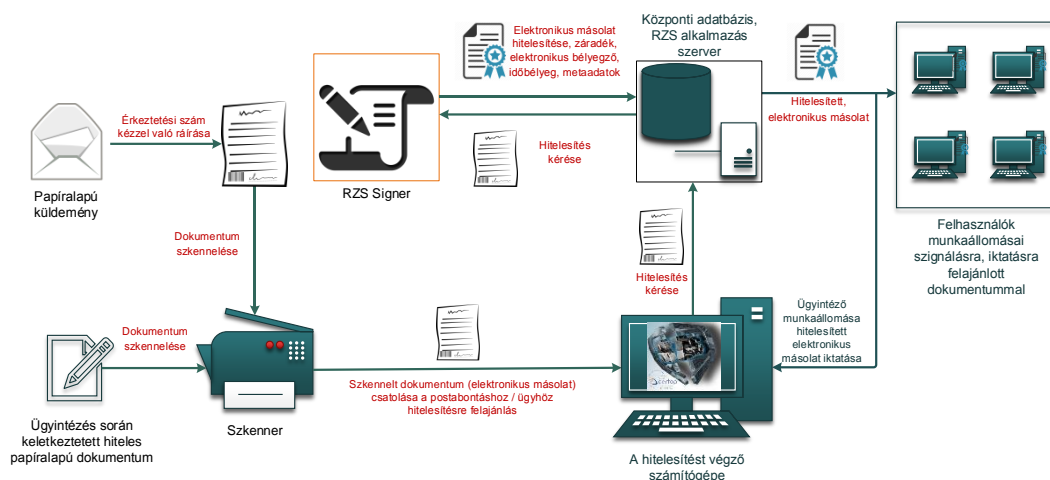 Elektronikus másolat
hitelesítése, záradék,
elektronikus bélyegző,
időbélyeg, metaadatok
Központi adatbázis,
RZS alkalmazás
szerver
Érkeztetési szám
kézzel való ráírása
Hitelesített,
elektronikus másolat
Hitelesítés
kérése
Papíralapú
küldemény
RZS Signer
Felhasználók
munkaállomásai
szignálásra, iktatásra
felajánlott
dokumentummal
Dokumentum
szkennelése
Hitelesítés
kérése
Ügyintéző
munkaállomása
hitelesített
elektronikus
másolat iktatása
Dokumentum
szkennelése
Szkennelt dokumentum (elektronikus másolat)
csatolása a postabontáshoz / ügyhöz
hitelesítésre felajánlás
Ügyintézés során
keletkeztetett hiteles
papíralapú dokumentum
Szkenner
A hitelesítést végző
számítógépe